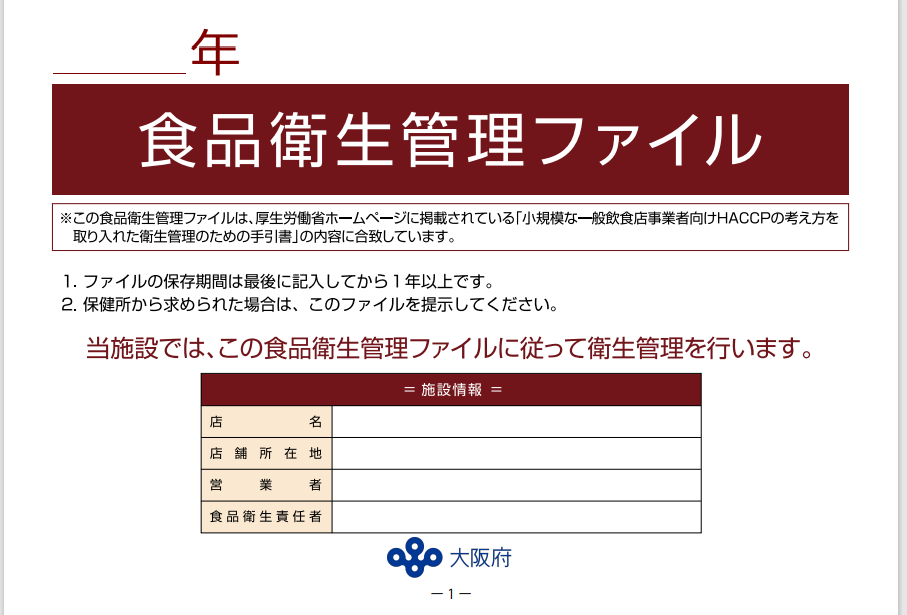 年
食品衛生管理ファイル
※この食品衛生管理ファイルは、厚生労働省ホームページに掲載されている「小規模な一般飲食店事業者向けHACCPの考え方を
取り入れた衛生管理のための手引書」の内容に合致しています。
1. ファイルの保存期間は最後に記入してから1年以上です。
2. 保健所から求められた場合は、このファイルを提示してください。
当施設では、この食品衛生管理ファイルに従って衛生管理を行います。
＝ 施設情報 ＝
店名
店舗所在地
営業者
食品衛生責任者
大阪府
－1－